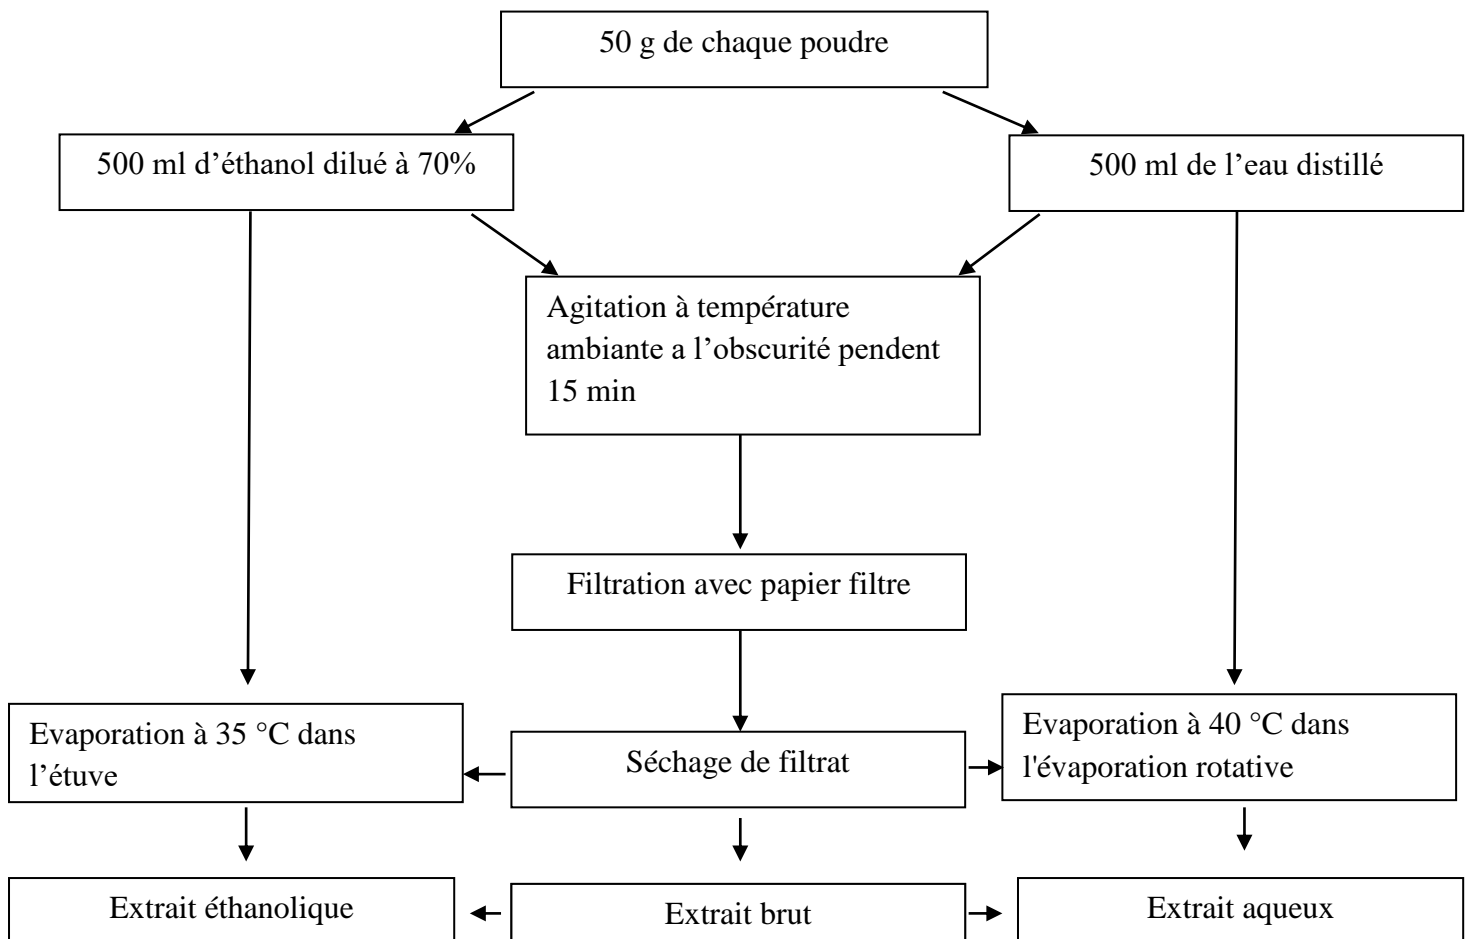 50 g de chaque poudre
500 ml d’éthanol dilué à 70%
500 ml de l’eau distillé
Agitation à température
ambiante a l’obscurité pendent
15 min
Filtration avec papier filtre
Evaporation à 35 °C dans
l’étuve
Séchage de filtrat
Evaporation à 40 °C dans
l'évaporation rotative
Extrait éthanolique
Extrait brut
Extrait aqueux